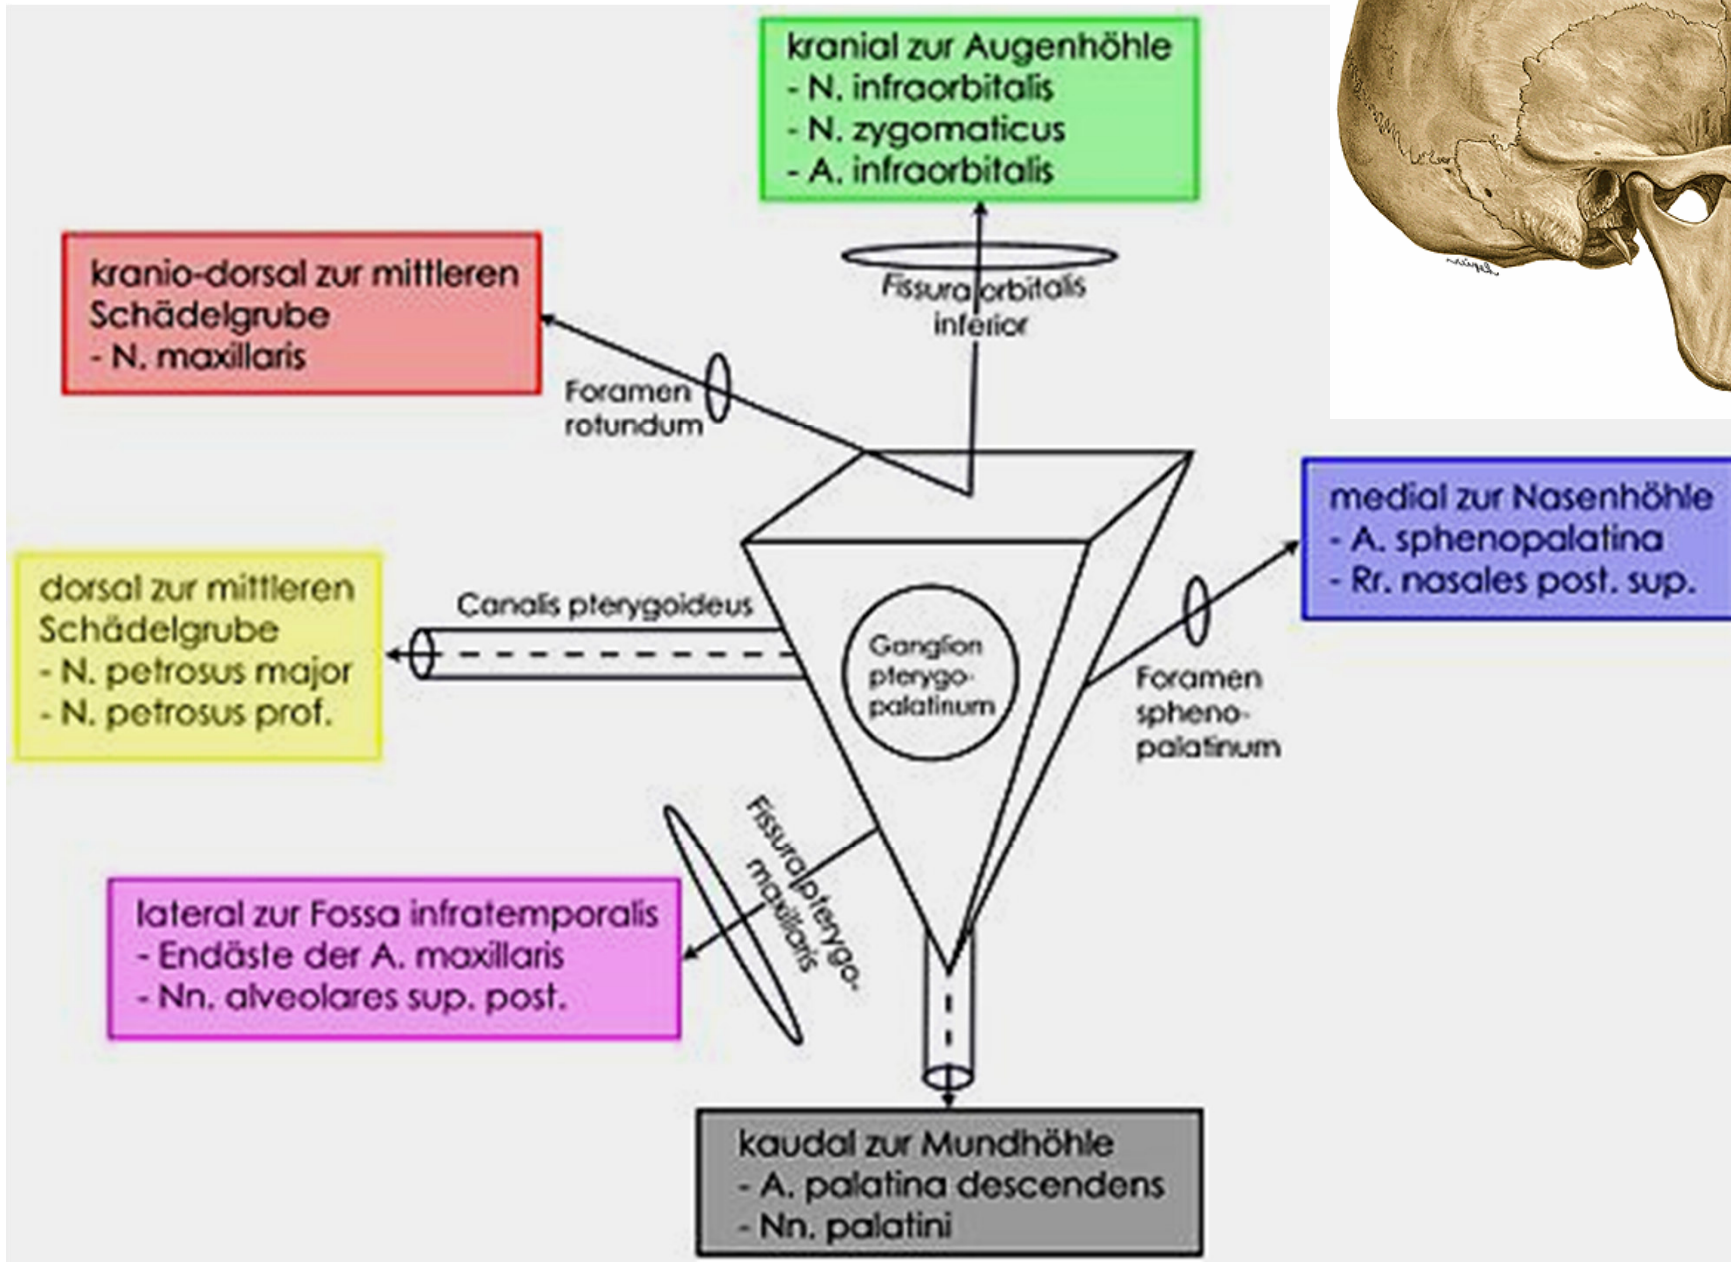 kranial zur Augenhöhle
- N. infraorbitalis
- N. zygomaticus
- A. infraorbitalis
Fissura orbitalis
inferior
kranio-dorsal zur mittleren
Schädelgrube
- N. maxillaris
Foramen
rotundum
medial zur Nasenhöhle
- A. sphenopalatina
- Rr. nasales post. sup.
Foramen
spheno-
palatinum
dorsal zur mittleren
Schädelgrube
- N. petrosus major
- N. petrosus prof.
Canalis pterygoideus
Ganglion
pterygo-
palatinum
Fissura pterygo-
maxillaris
lateral zur Fossa infratemporalis
- Endäste der A. maxillaris
- Nn. alveolares sup. post.
kaudal zur Mundhöhle
- A. palatina descendens
- Nn. palatini